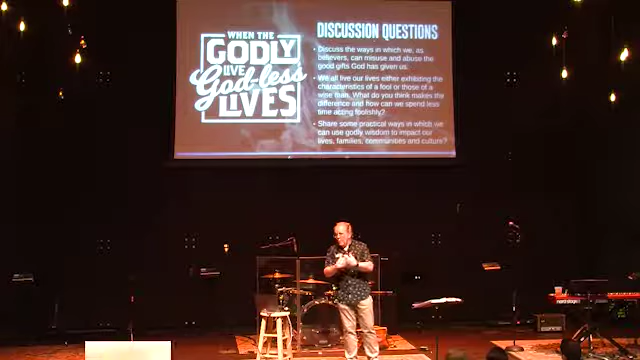 WHEN THE
GODLY
LIVE
God-less
LIVES
DISCUSSION QUESTIONS
• Discuss the ways in which we, as
believers, can misuse and abuse the
good gifts God has given us.
• We all live our lives either exhibiting the
characteristics of a fool or those of a
wise man. What do you think makes the
difference and how can we spend less
time acting foolishly?
• Share some practical ways in which we
can use godly wisdom to impact our
lives, families, communities and culture?
nord stage